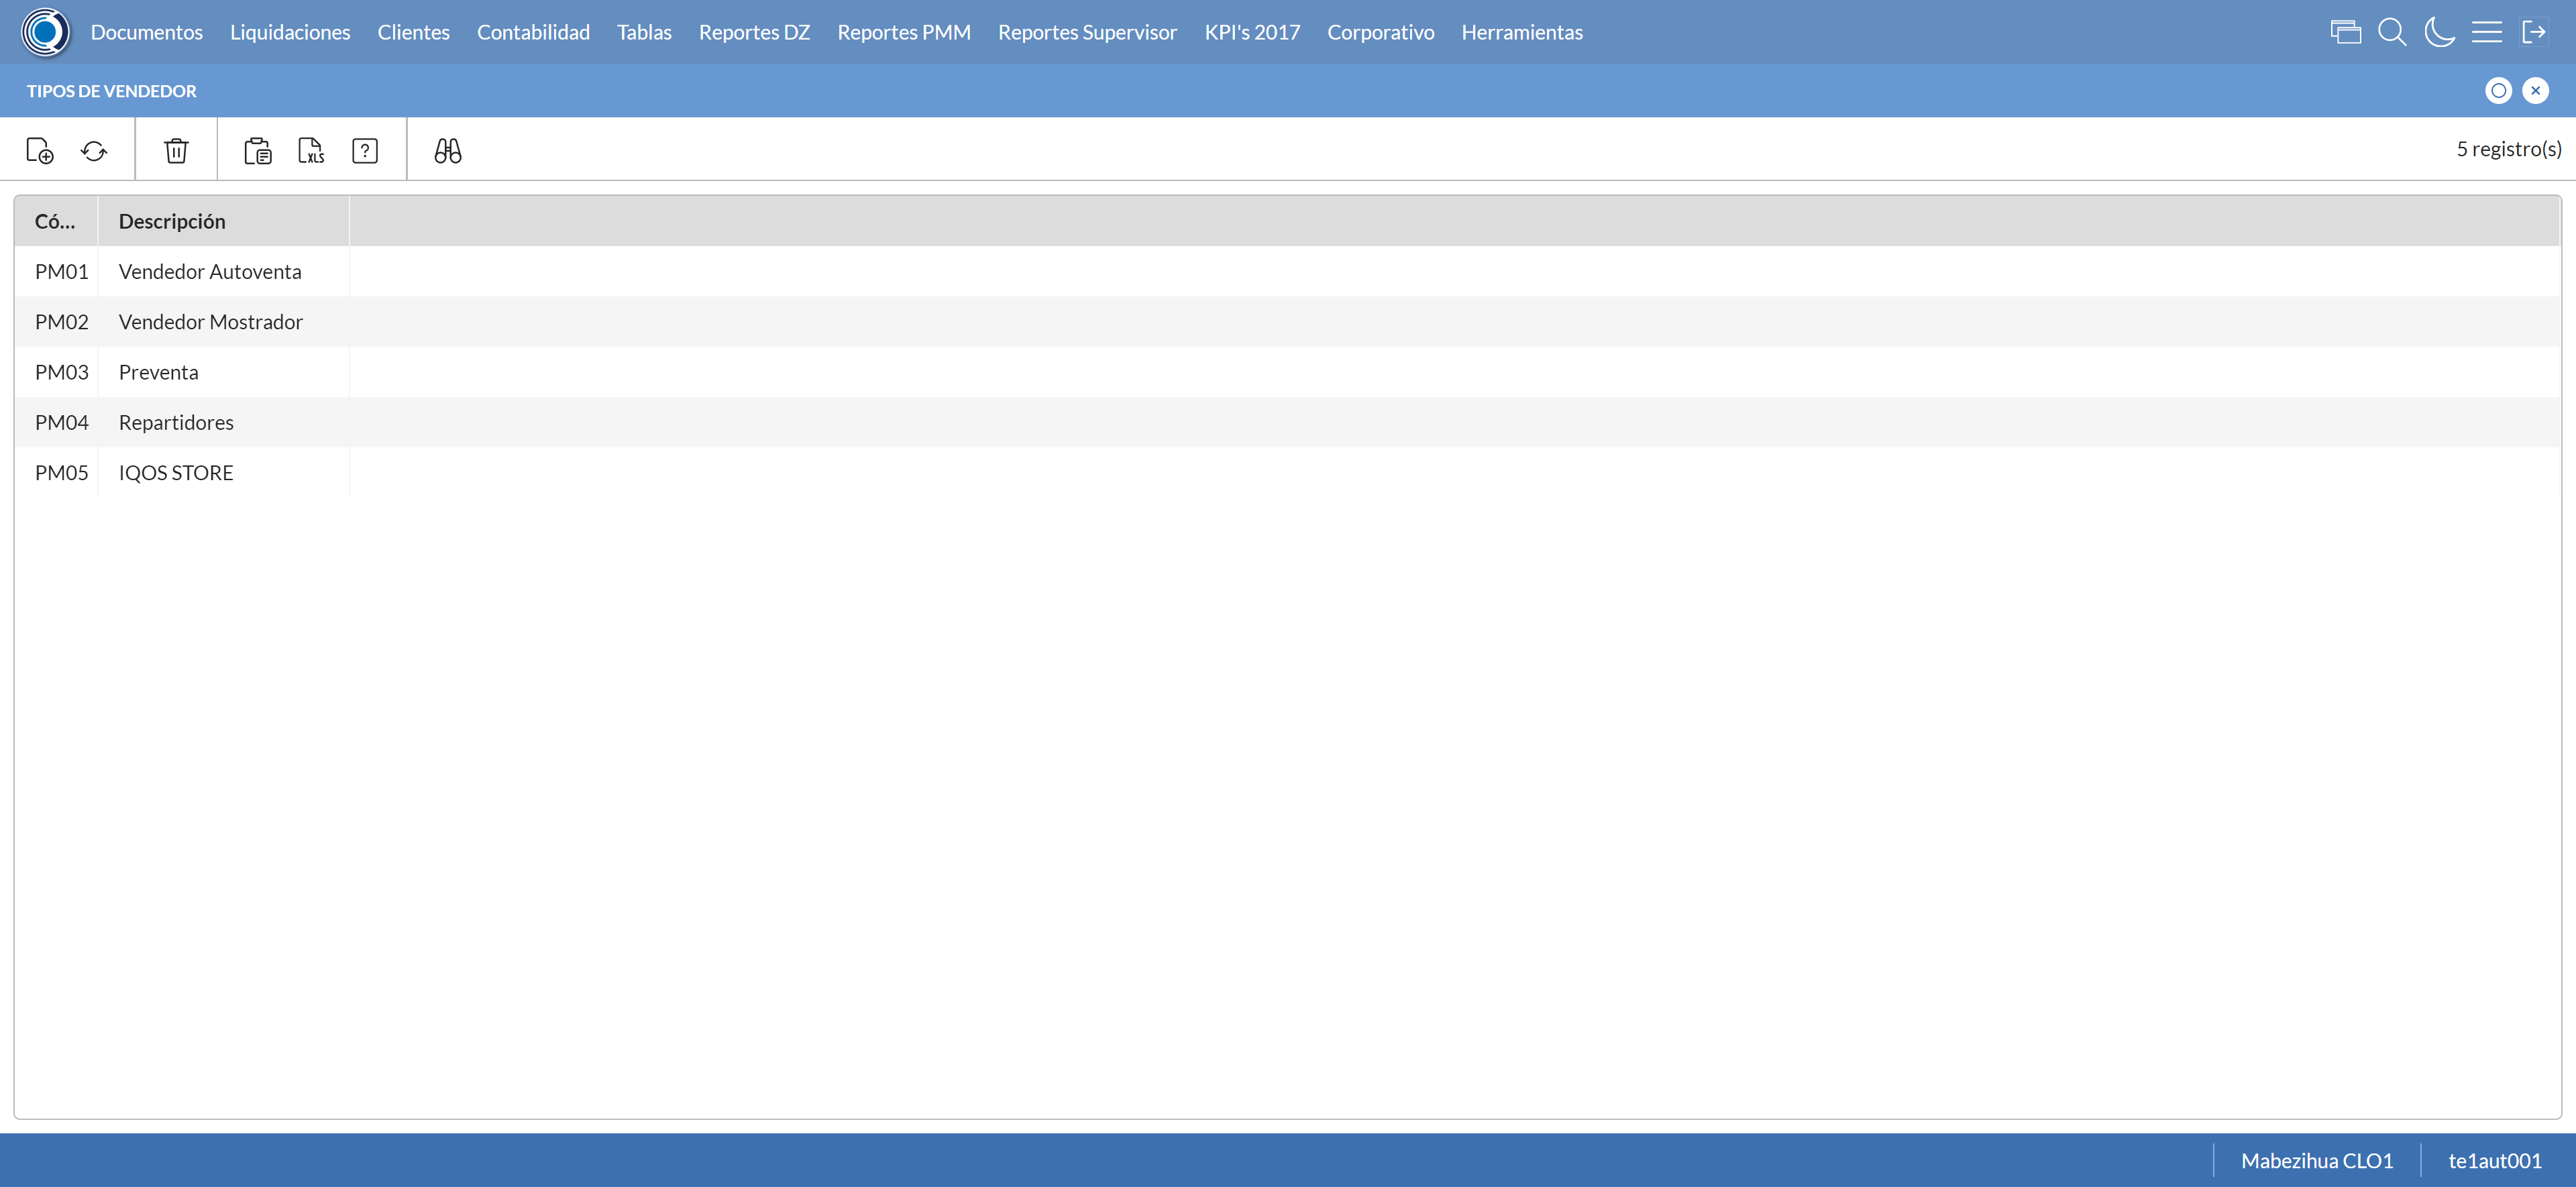 Documentos Liquidaciones Clientes Contabilidad Tablas Reportes DZ Reportes PMM Reportes Supervisor KPI's 2017 Corporativo Herramientas
TIPOS DE VENDEDOR
XLS ? 5 registro(s)
Có... Descripción
PM01 Vendedor Autoventa
PM02 Vendedor Mostrador
PM03 Preventa
PM04 Repartidores
PM05 IQOS STORE
Mabezihua CLO1 te1aut001